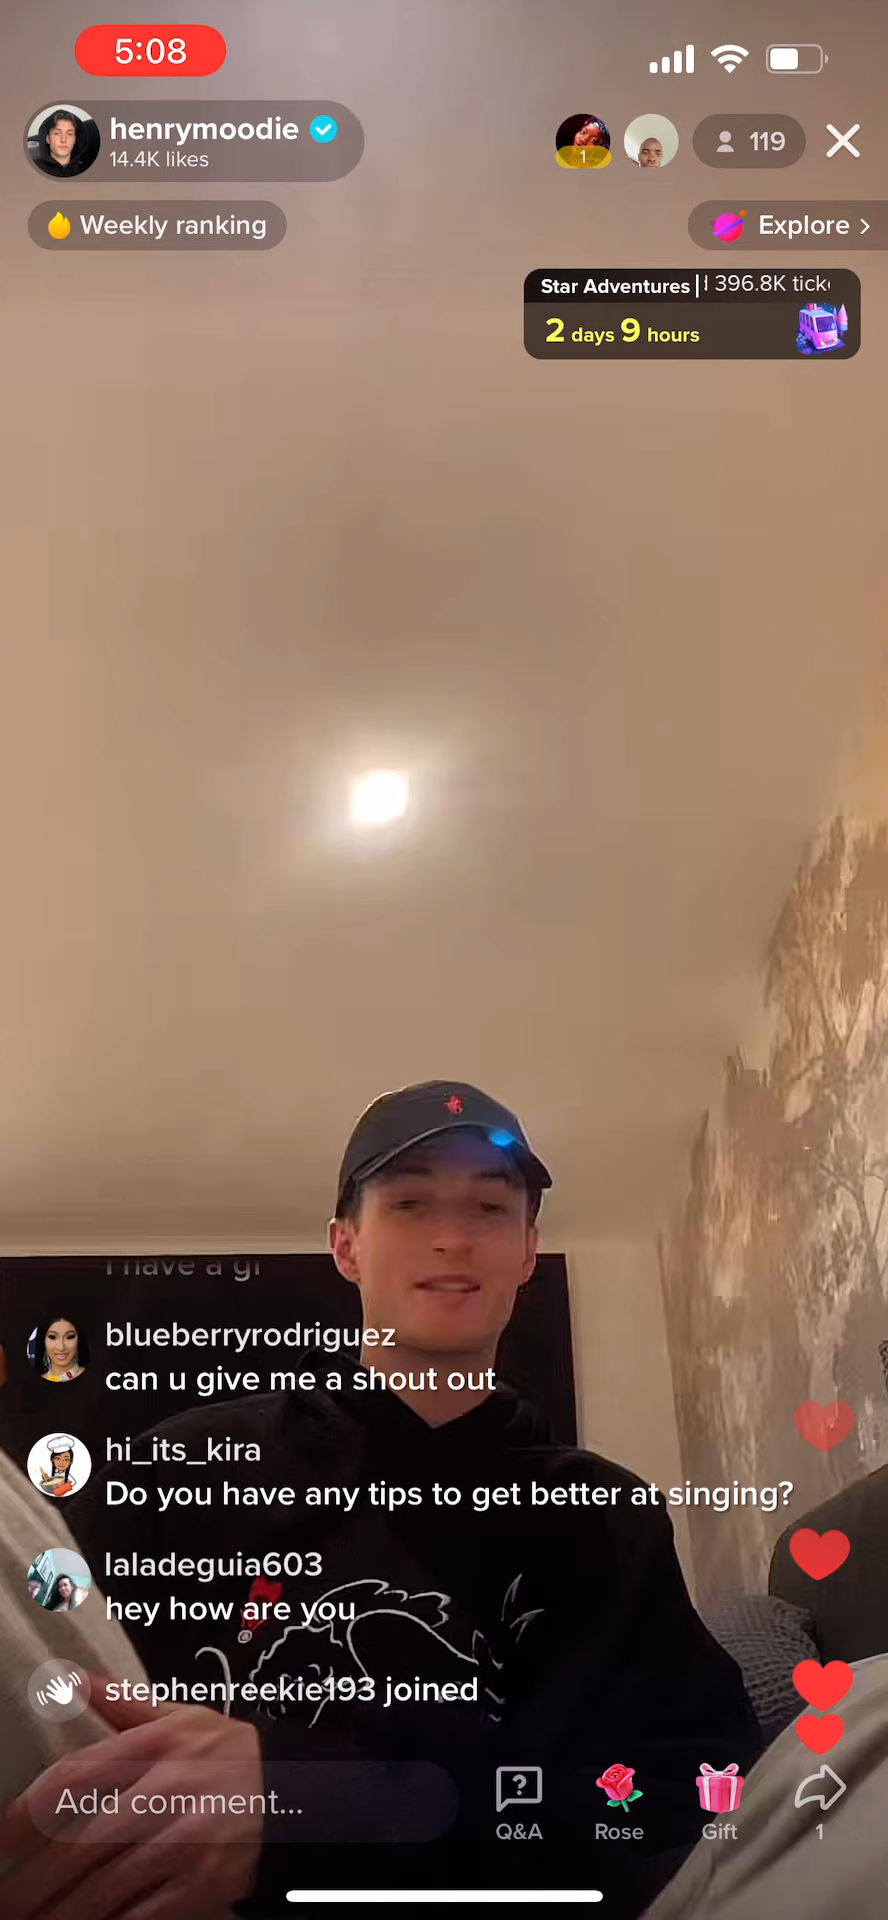 5:08
henrymoodie
14.4K likes
1
119
Weekly ranking
Explore >
Star Adventures | 396.8K
2 days 9 hours
I have a
blueberryrodriguez
can u give me a shout out
hi_its_kira
Do you have any tips to get better at singing?
laladeguia603
hey how are you
stephenreekie193 joined
Add comment...
Q&A
Rose
Gift
1